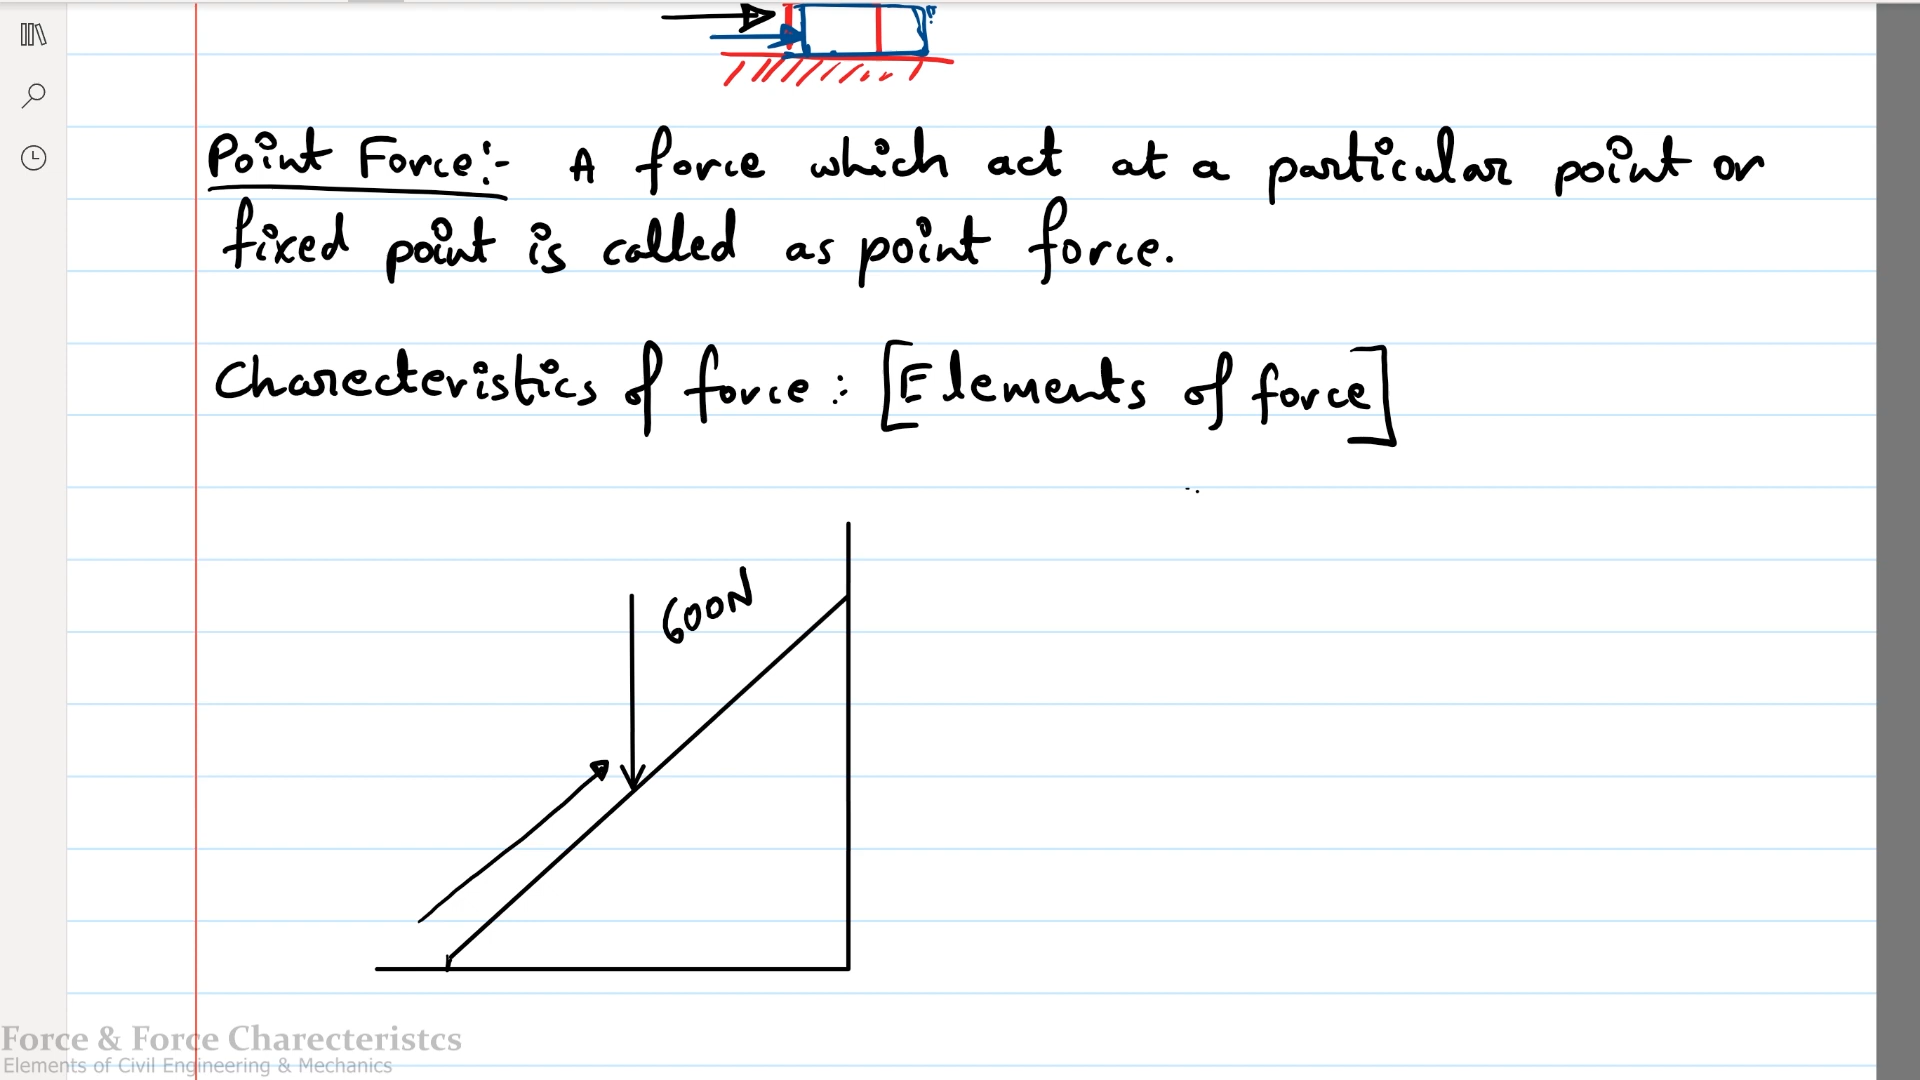 Point Force:- A force which act at a particular point or
fixed point is called as point force.
Charecteristics of force : [Elements of force]
600N
Force & Force Charecteristcs
Elements of Civil Engineering & Mechanics